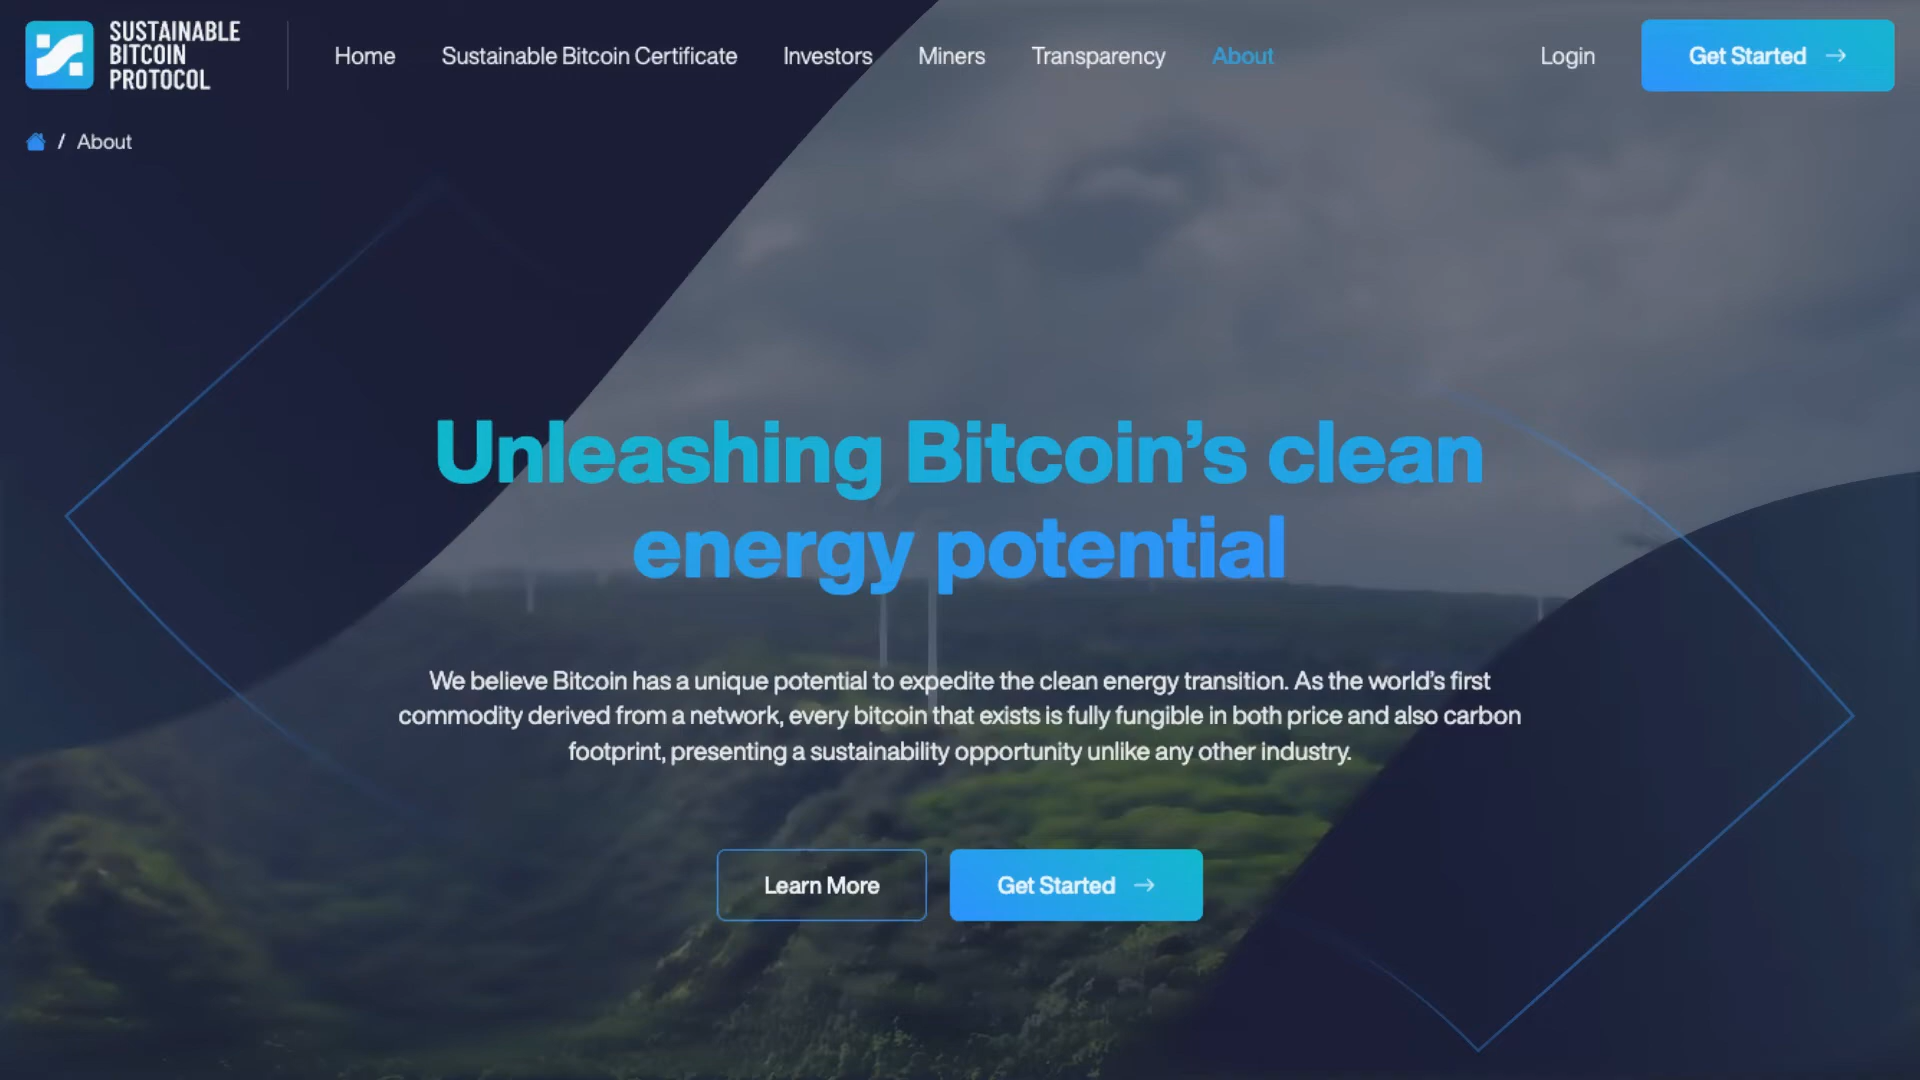 SUSTAINABLE
BITCOIN
PROTOCOL
Home
Sustainable Bitcoin Certificate
Investors
Miners
Transparency
About
Login
Get Started →
/ About
Unleashing Bitcoin’s clean
energy potential
We believe Bitcoin has a unique potential to expedite the clean energy transition. As the world’s first
commodity derived from a network, every bitcoin that exists is fully fungible in both price and also carbon
footprint, presenting a sustainability opportunity unlike any other industry.
Learn More
Get Started →